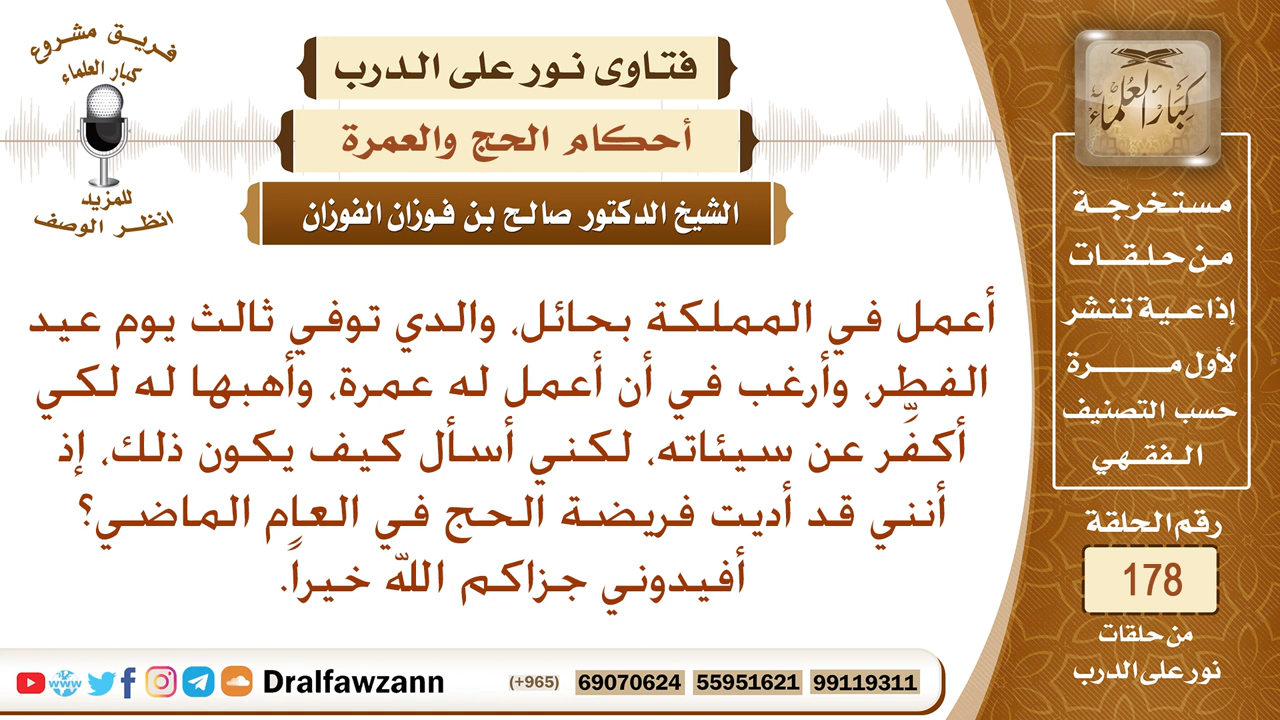 فريق مشروع
كبار العلماء
للمزيد
انظر الوصف
فتاوى نور على الدرب
أحكام الحج والعمرة
الشيخ الدكتور صالح بن فوزان الفوزان
أعمل في المملكة بحائل، والدي توفي ثالث يوم عيد
الفطر، وأرغب في أن أعمل له عمرة، وأهبها له لكي
أكفِّر عن سيئاته، لكني أسأل كيف يكون ذلك، إذ
أنني قد أديت فريضة الحج في العام الماضي؟
أفيدوني جزاكم الله خيراً.
كبار العلماء
مستخرجة
من حلقات
إذاعية تنشر
لأول مرة
حسب التصنيف
الفقهي
رقم الحلقة
178
من حلقات
نور على الدرب
www
Dralfawzann (+965) 69070624 55951621 99119311